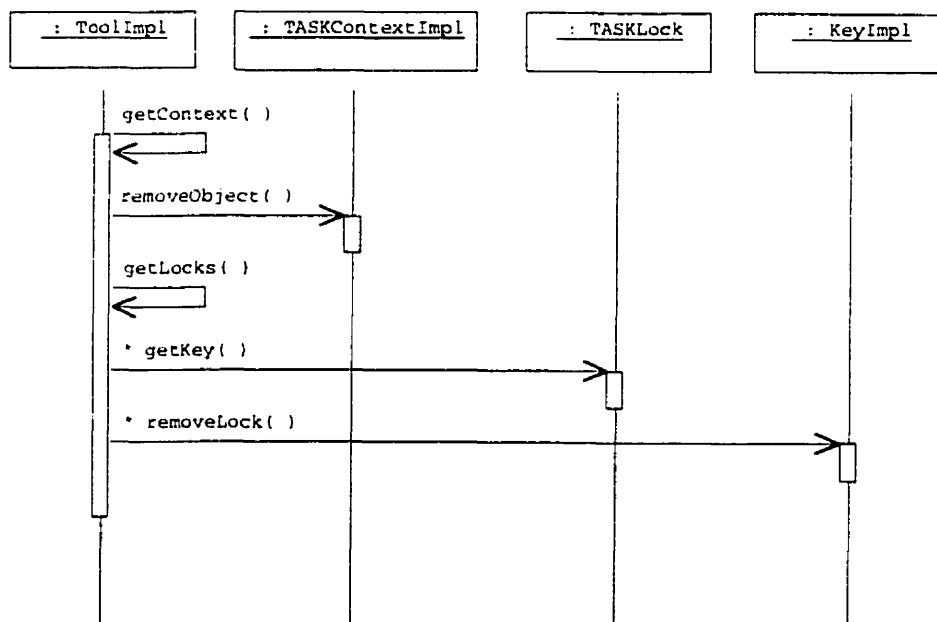 : ToolImpl
: TASKContextImpl
: TASKLock
: KeyImpl
getContext( )
removeObject( )
getLocks( )
* getKey( )
* removeLock( )